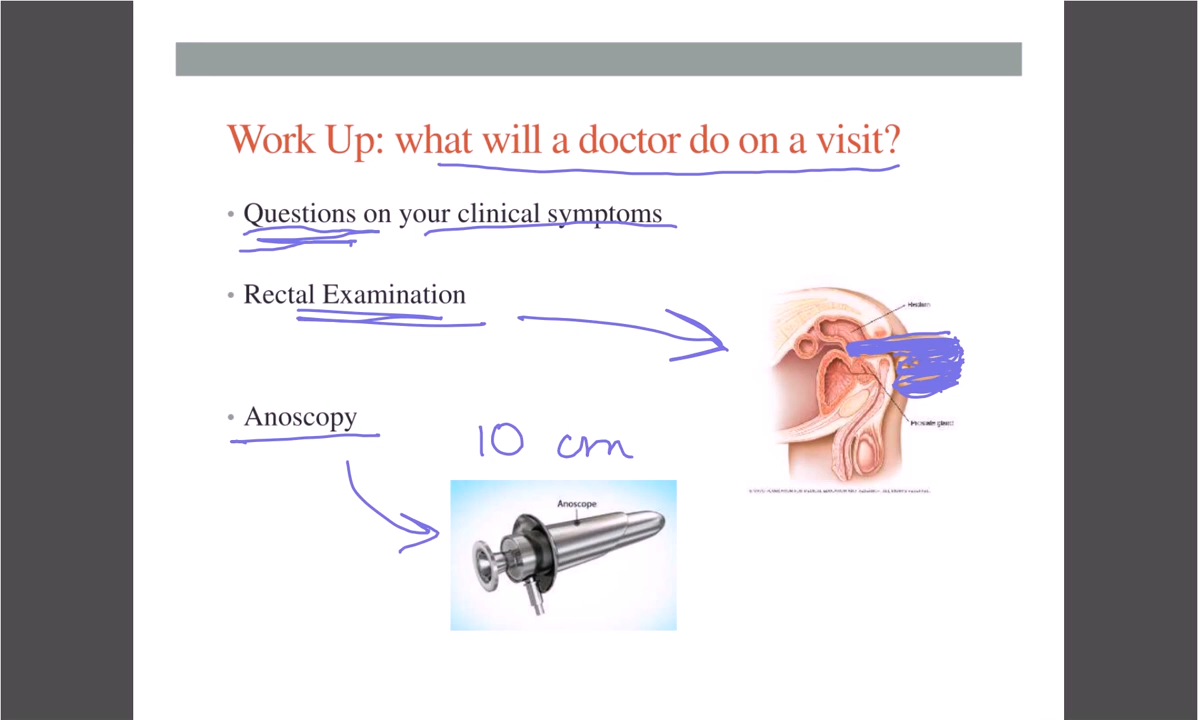 Work Up: what will a doctor do on a visit?
• Questions on your clinical symptoms
• Rectal Examination
Rectum
Prostate gland
• Anoscopy
10 cm
Anoscope